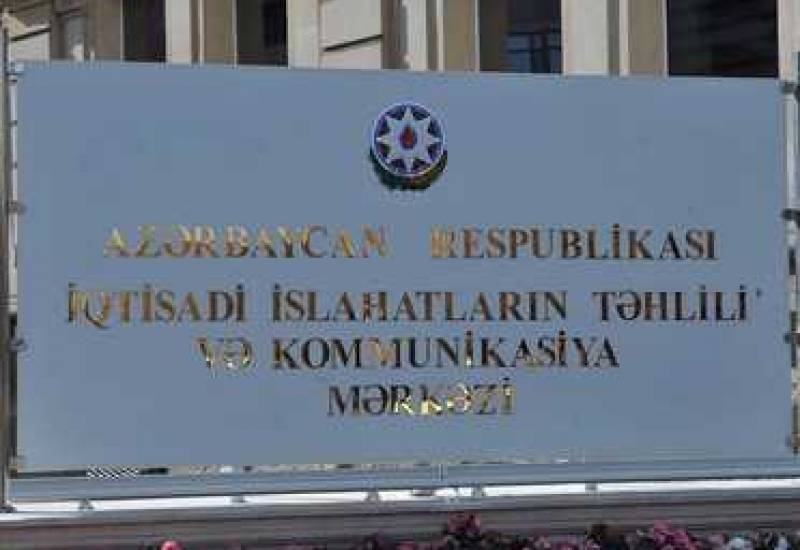 AZƏRBAYCAN RESPUBLİKASI
İQTİSADİ İSLAHATLARIN TƏHLİLİ
VƏ KOMMUNİKASİYA
MƏRKƏZİ